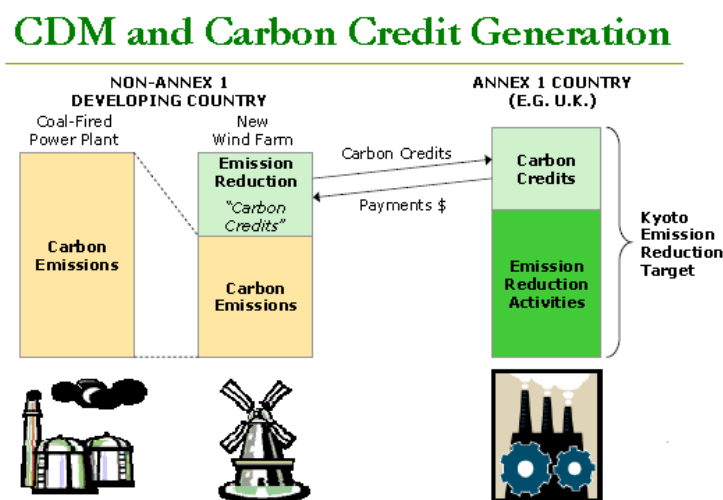 CDM and Carbon Credit Generation
NON-ANNEX 1
DEVELOPING COUNTRY
Coal-Fired
Power Plant
New
Wind Farm
ANNEX 1 COUNTRY
(E.G. U.K.)
Carbon
Emissions
Emission
Reduction
"Carbon
Credits"
Carbon
Emissions
Carbon Credits
Payments $
Carbon
Credits
Emission
Reduction
Activities
Kyoto
Emission
Reduction
Target